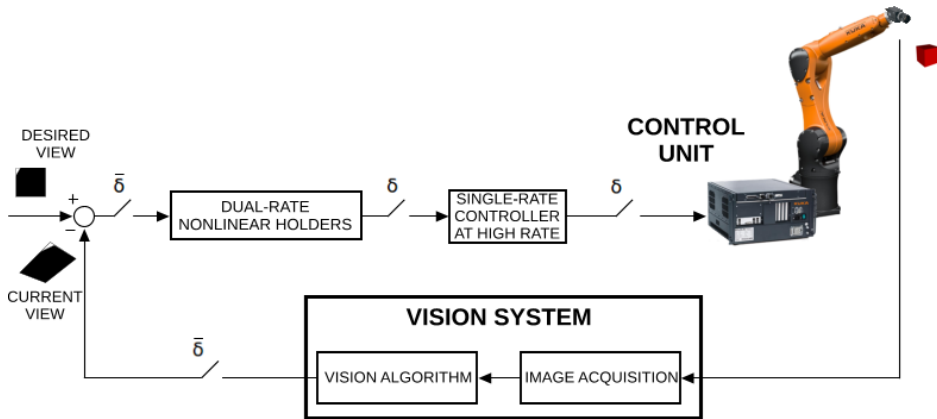 DESIRED
VIEW
+
−
δ̄
DUAL-RATE
NONLINEAR HOLDERS
δ
SINGLE-RATE
CONTROLLER
AT HIGH RATE
δ
CONTROL
UNIT
KUKA
CURRENT
VIEW
δ̄
VISION SYSTEM
VISION ALGORITHM
IMAGE ACQUISITION